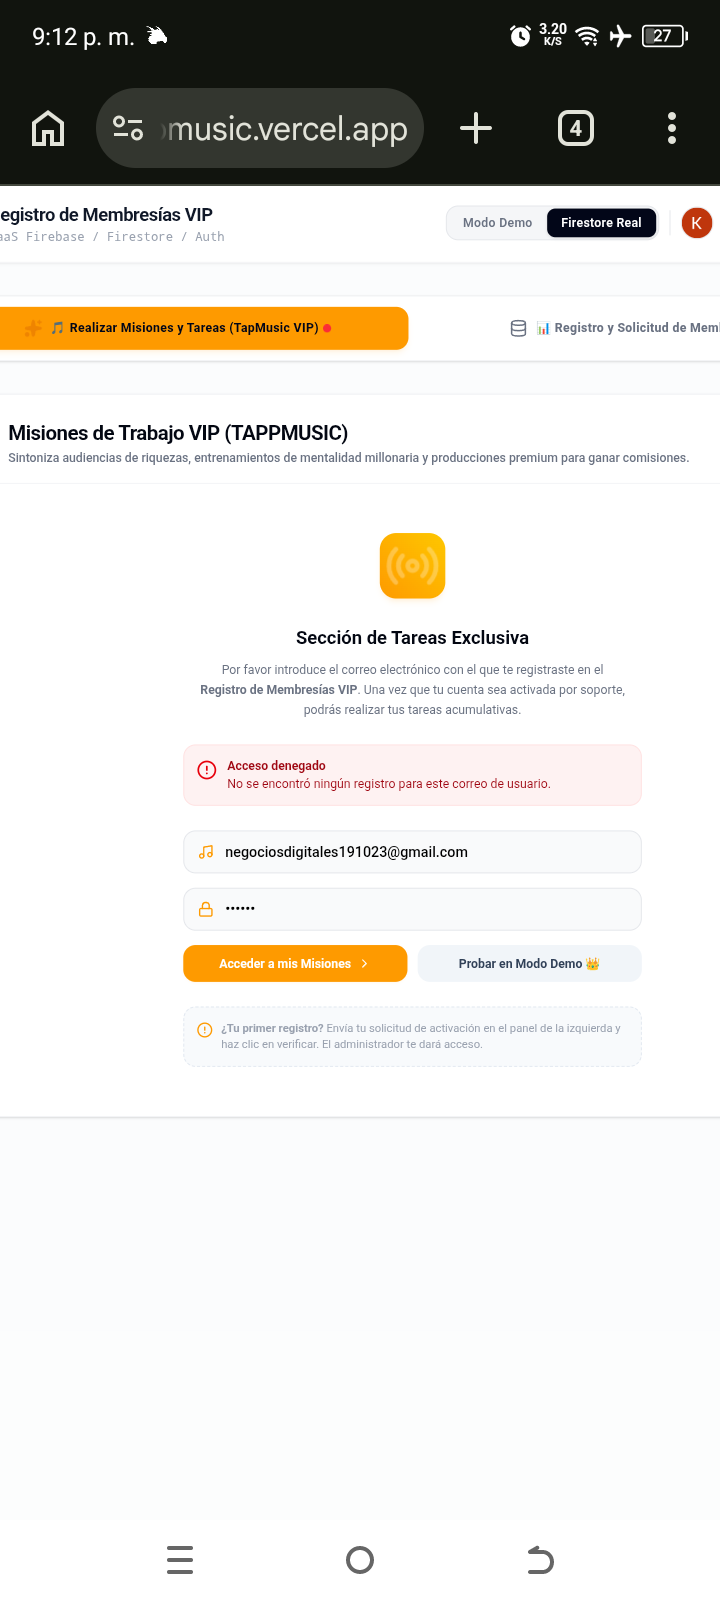 9:12 p. m.
3.20
K/S
27
omusic.vercel.app
4
egistro de Membresías VIP
aaS Firebase / Firestore / Auth
Modo Demo
Firestore Real
K
🎵 Realizar Misiones y Tareas (TapMusic VIP)
📊 Registro y Solicitud de Mem
Misiones de Trabajo VIP (TAPPMUSIC)
Sintoniza audiencias de riquezas, entrenamientos de mentalidad millonaria y producciones premium para ganar comisiones.
Sección de Tareas Exclusiva
Por favor introduce el correo electrónico con el que te registraste en el
Registro de Membresías VIP. Una vez que tu cuenta sea activada por soporte,
podrás realizar tus tareas acumulativas.
Acceso denegado
No se encontró ningún registro para este correo de usuario.
negociosdigitales191023@gmail.com
••••••
Acceder a mis Misiones
Probar en Modo Demo 👑
¿Tu primer registro? Envía tu solicitud de activación en el panel de la izquierda y
haz clic en verificar. El administrador te dará acceso.